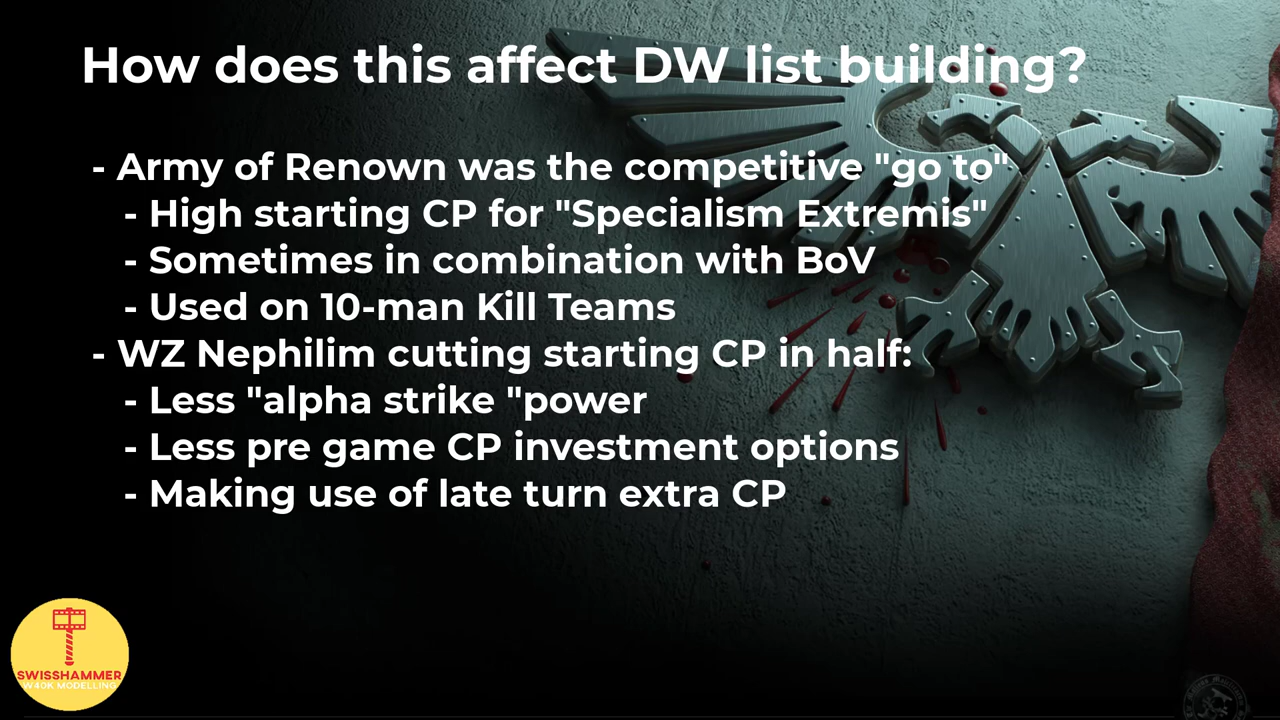 How does this affect DW list building?
- Army of Renown was the competitive "go to"
- High starting CP for "Specialism Extremis"
- Sometimes in combination with BoV
- Used on 10-man Kill Teams
- WZ Nephilim cutting starting CP in half:
- Less "alpha strike "power
- Less pre game CP investment options
- Making use of late turn extra CP
SWISSHAMMER
W40K MODELLING